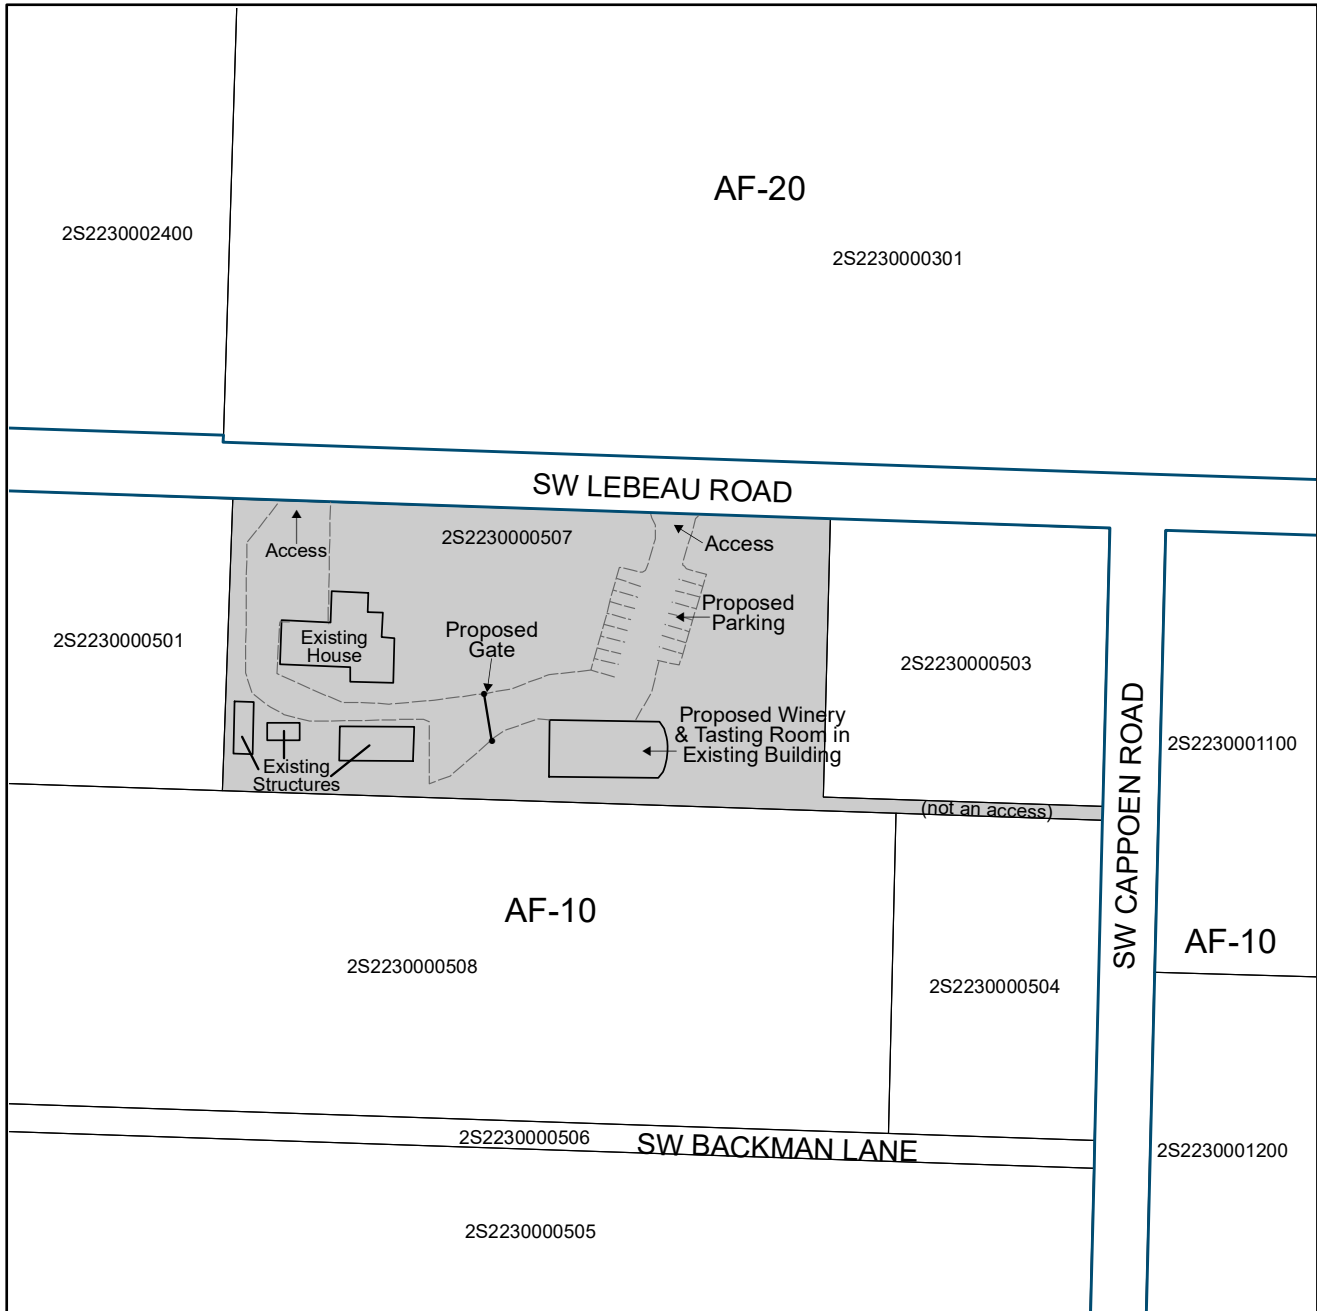 AF-20
2S2230002400
2S2230000301
SW LEBEAU ROAD
2S2230000507
Access
Access
Proposed
Parking
2S2230000501
Existing
House
Proposed
Gate
2S2230000503
Proposed Winery
& Tasting Room in
Existing Building
Existing
Structures
2S2230001100
(not an access)
SW CAPPOEN ROAD
AF-10
AF-10
2S2230000508
2S2230000504
2S2230000506
SW BACKMAN LANE
2S2230001200
2S2230000505